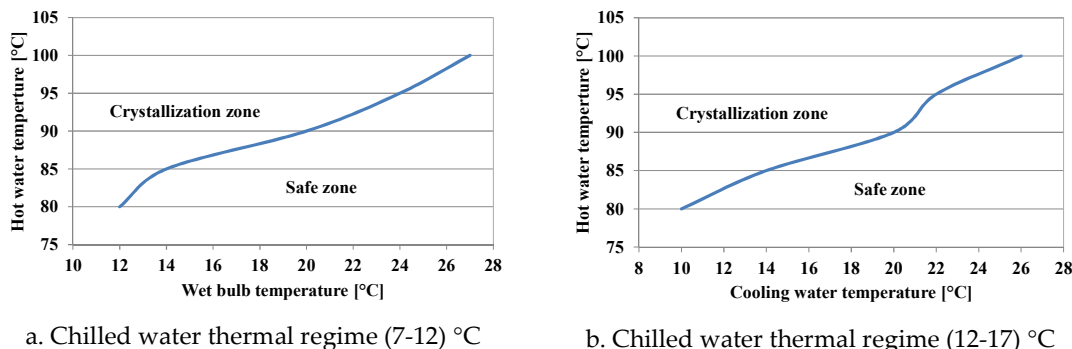 Hot water temperture [°C]
105
100
95
90
85
80
75
Crystallization zone
Safe zone
10 12 14 16 18 20 22 24 26 28
Wet bulb temperature [°C]
a. Chilled water thermal regime (7-12) °C
Hot water temperture [°C]
105
100
95
90
85
80
75
Crystallization zone
Safe zone
8 10 12 14 16 18 20 22 24 26 28
Cooling water temperature [°C]
b. Chilled water thermal regime (12-17) °C